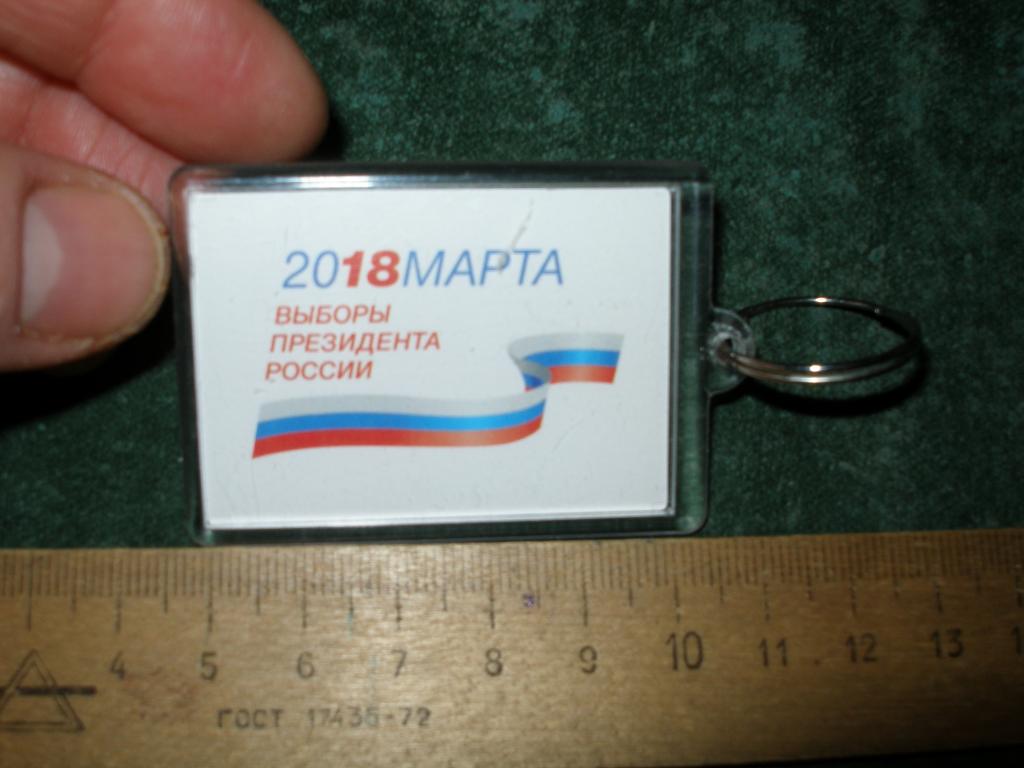 2018МАРТА
ВЫБОРЫ
ПРЕЗИДЕНТА
РОССИИ
4 5 6 7 8 9 10 11 12 13
ГОСТ 17435-72